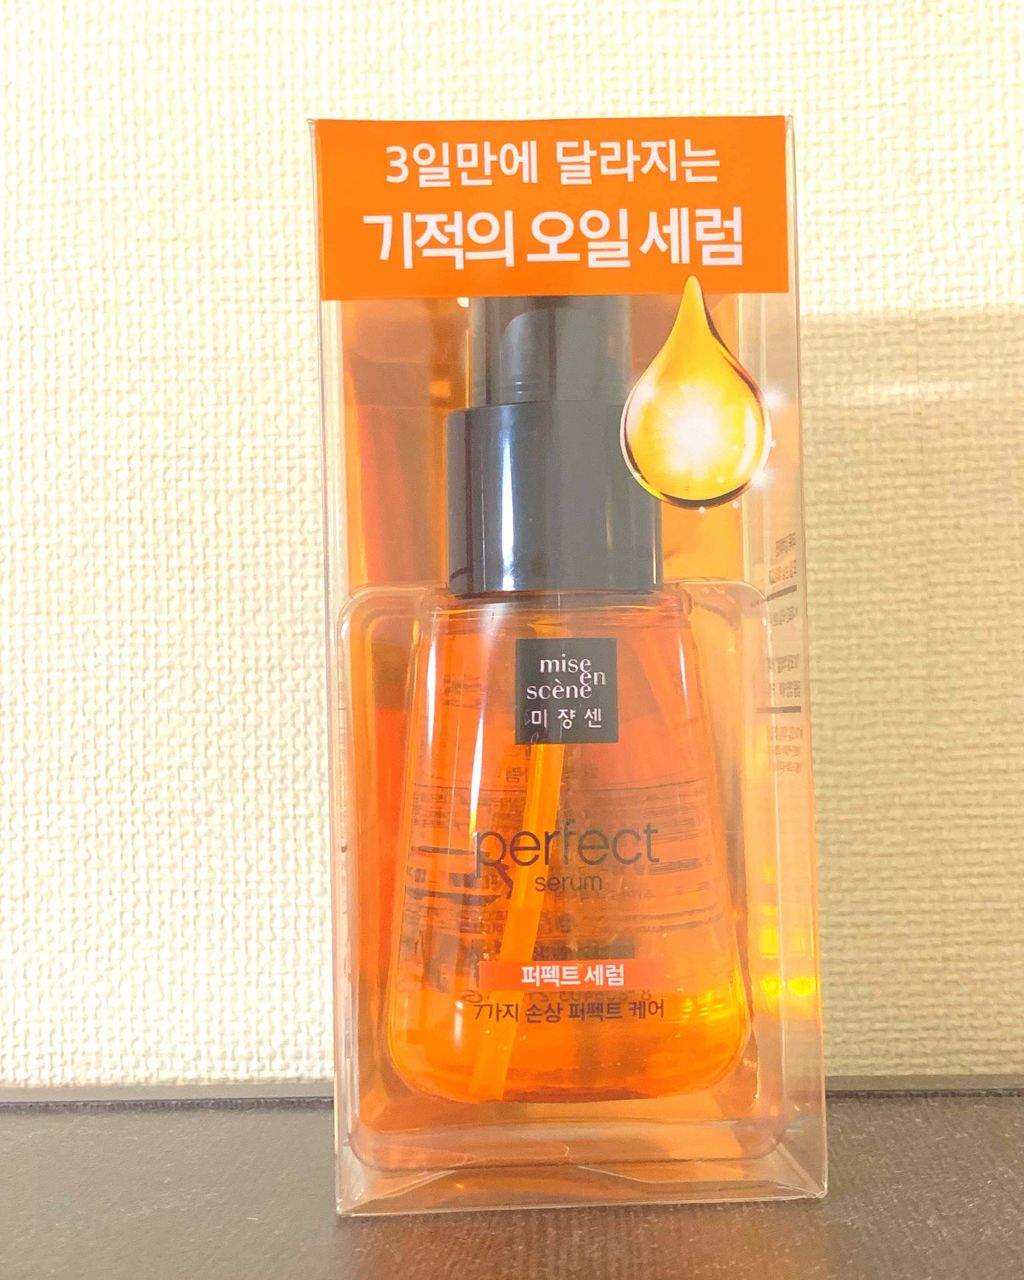 3일만에 달라지는
기적의 오일 세럼
mise
en
scène
미쟝센
perfect
serum
퍼펙트 세럼
7가지 손상 퍼펙트 케어